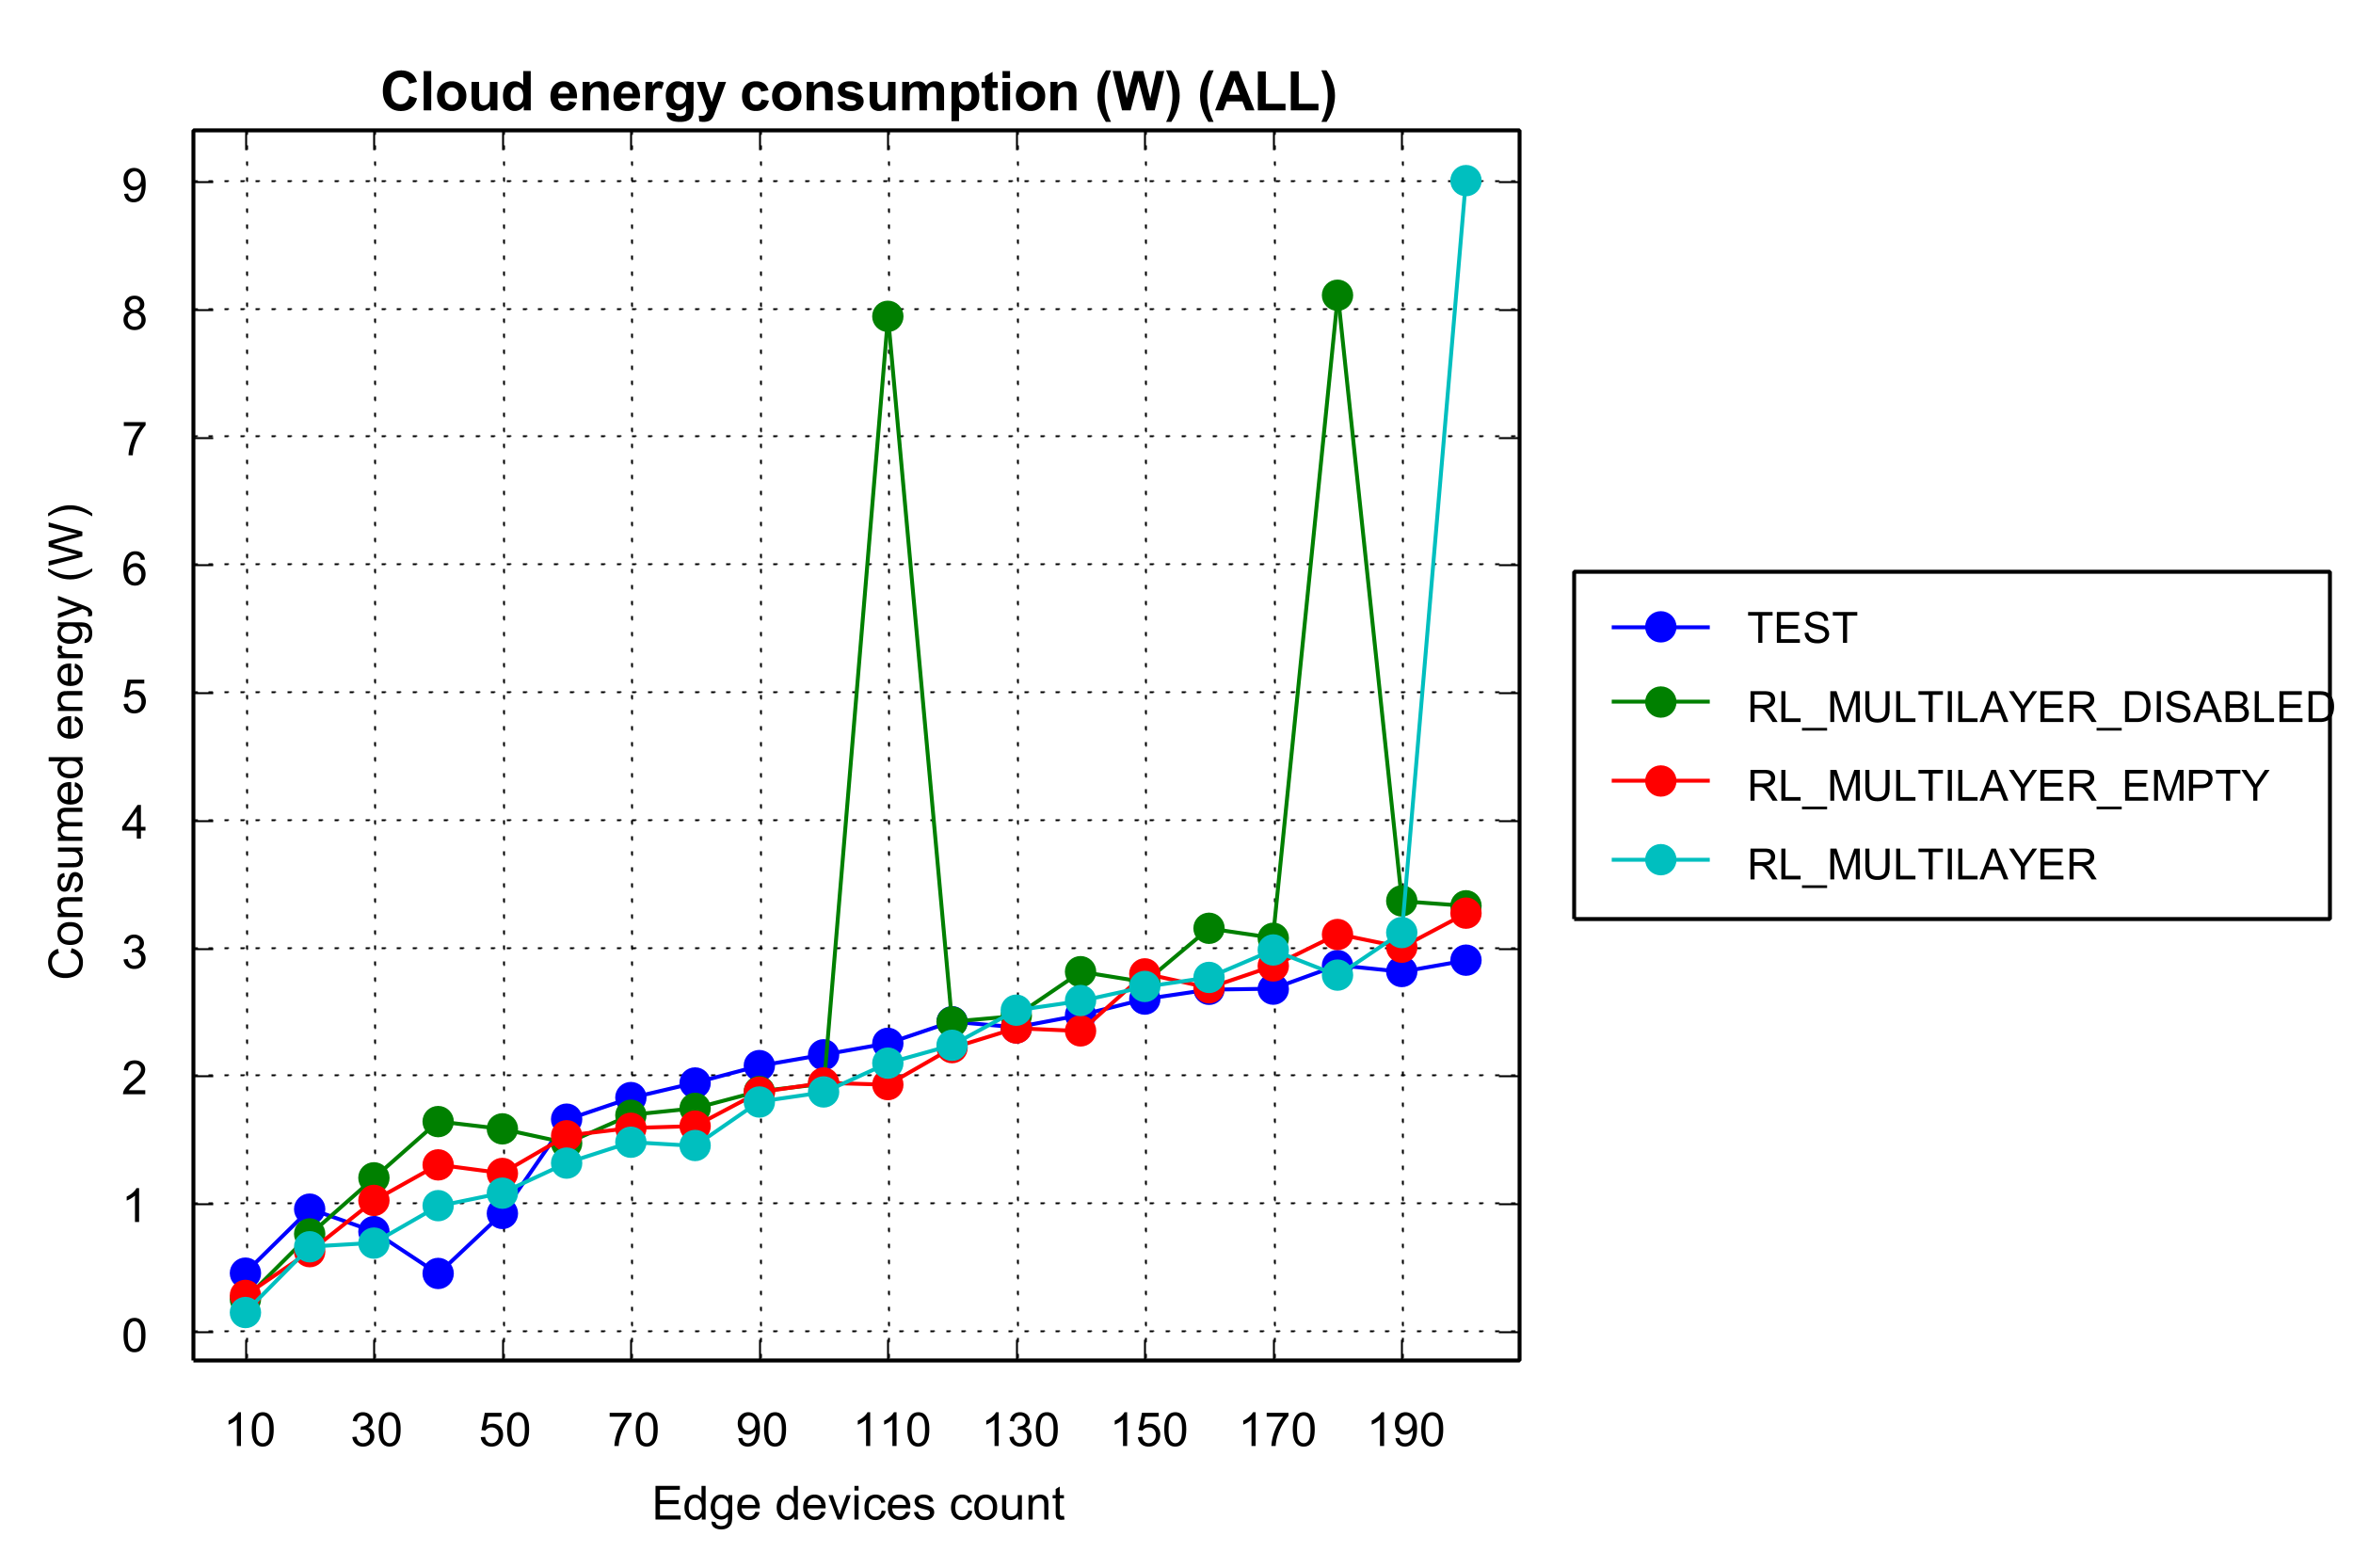 Cloud energy consumption (W) (ALL)
9
8
7
6
5
4
3
2
1
0
Consumed energy (W)
10 30 50 70 90 110 130 150 170 190
Edge devices count
TEST
RL_MULTILAYER_DISABLED
RL_MULTILAYER_EMPTY
RL_MULTILAYER